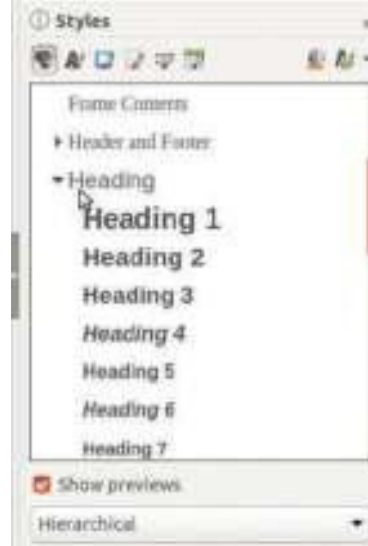 Styles
Frame Contents
Header and Footer
Heading
Heading 1
Heading 2
Heading 3
Heading 4
Heading 5
Heading 6
Heading 7
Show previews
Hierarchical